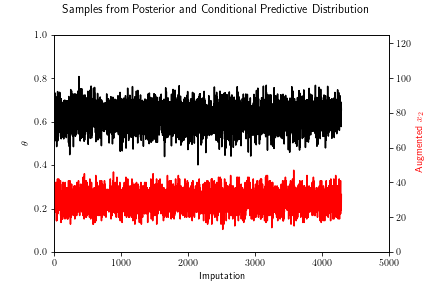 Samples from Posterior and Conditional Predictive Distribution
1.0
0.8
0.6
0.4
0.2
0.0
θ
120
100
80
60
40
20
0
Augmented x₂
0 1000 2000 3000 4000 5000
Imputation